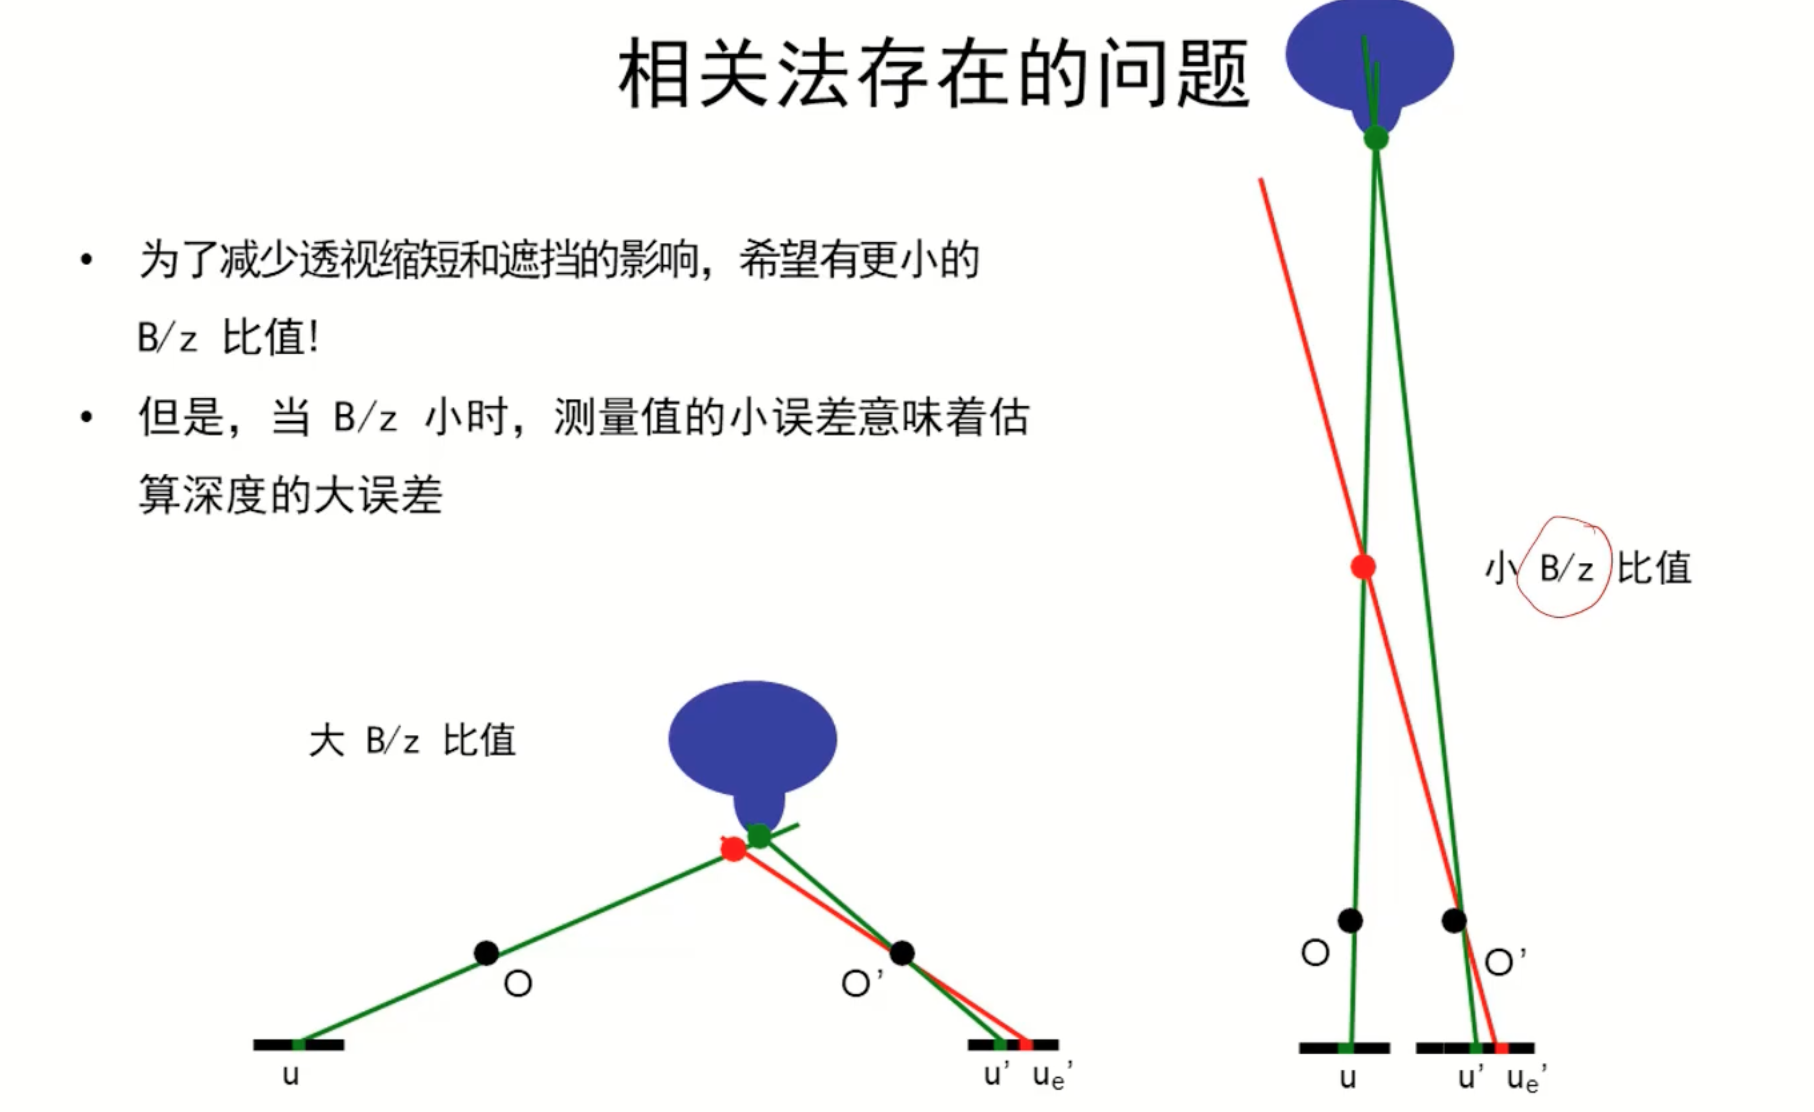 相关法存在的问题
• 为了减少透视缩短和遮挡的影响，希望有更小的
B/z 比值!
• 但是，当 B/z 小时，测量值的小误差意味着估
算深度的大误差
小 B/z 比值
大 B/z 比值
O
O'
u
u'
ue'
O
O'
u
u'
ue'